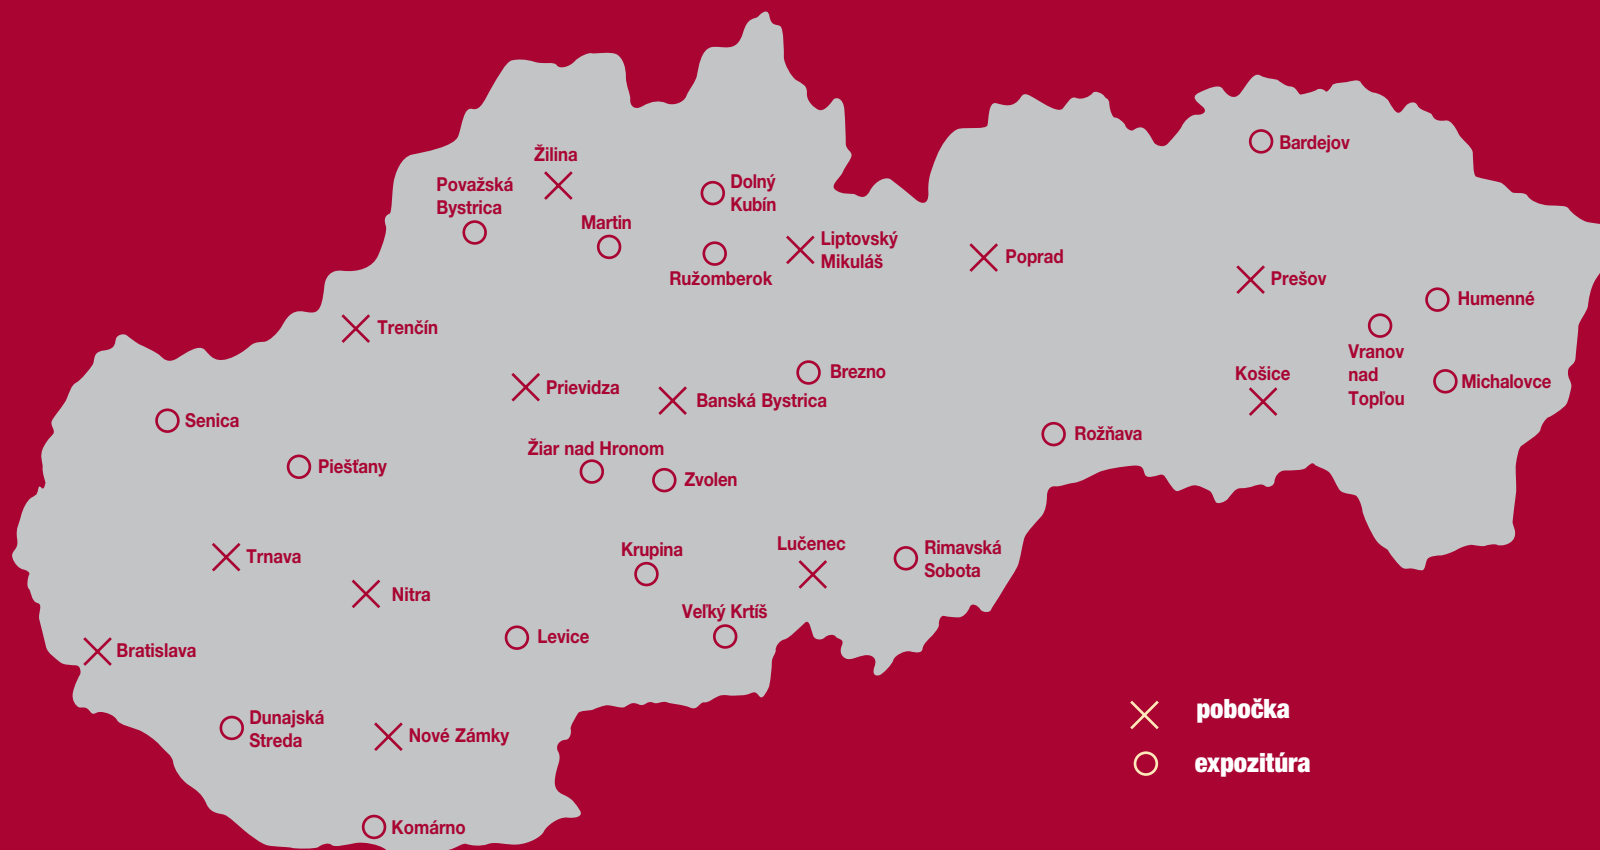 Bardejov
Žilina
Dolný
Kubín
Považská
Bystrica
Martin
Liptovský
Mikuláš
Poprad
Ružomberok
Prešov
Humenné
Trenčín
Vranov
nad
Topľou
Košice
Michalovce
Brezno
Prievidza
Banská Bystrica
Senica
Rožňava
Žiar nad Hronom
Piešťany
Zvolen
Lučenec
Rimavská
Sobota
Krupina
Trnava
Nitra
Veľký Krtíš
Levice
Bratislava
pobočka
Dunajská
Streda
Nové Zámky
expozitúra
Komárno